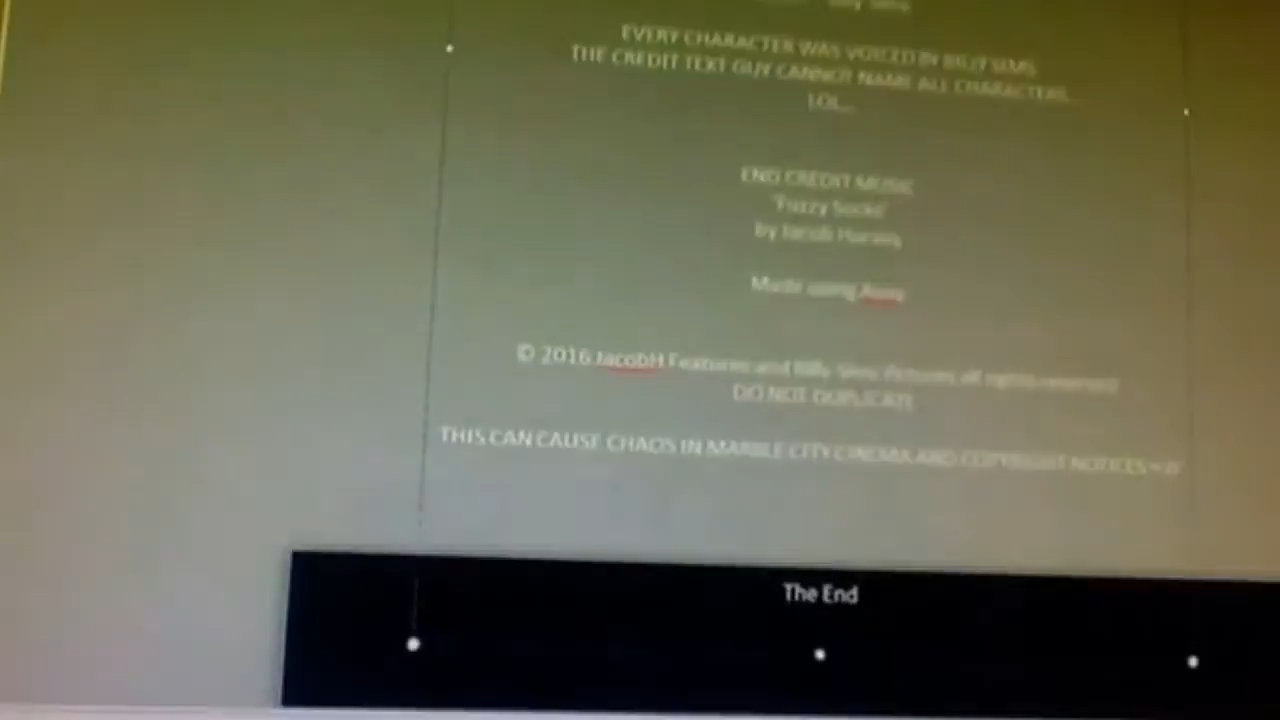 EVERY CHARACTER WAS VOICED BY BILLY SIMS
THE CREDIT TEXT GUY CANNOT NAME ALL CHARACTERS...
LOL...
END CREDIT MUSIC
"Fuzzy Socks"
by Jacob
Made using
© 2016 JacobH Features and Billy Sims Pictures all rights reserved
DO NOT DUPLICATE
THIS CAN CAUSE CHAOS IN MARBLE CITY CINEMA AND COPYRIGHT NOTICES
The End